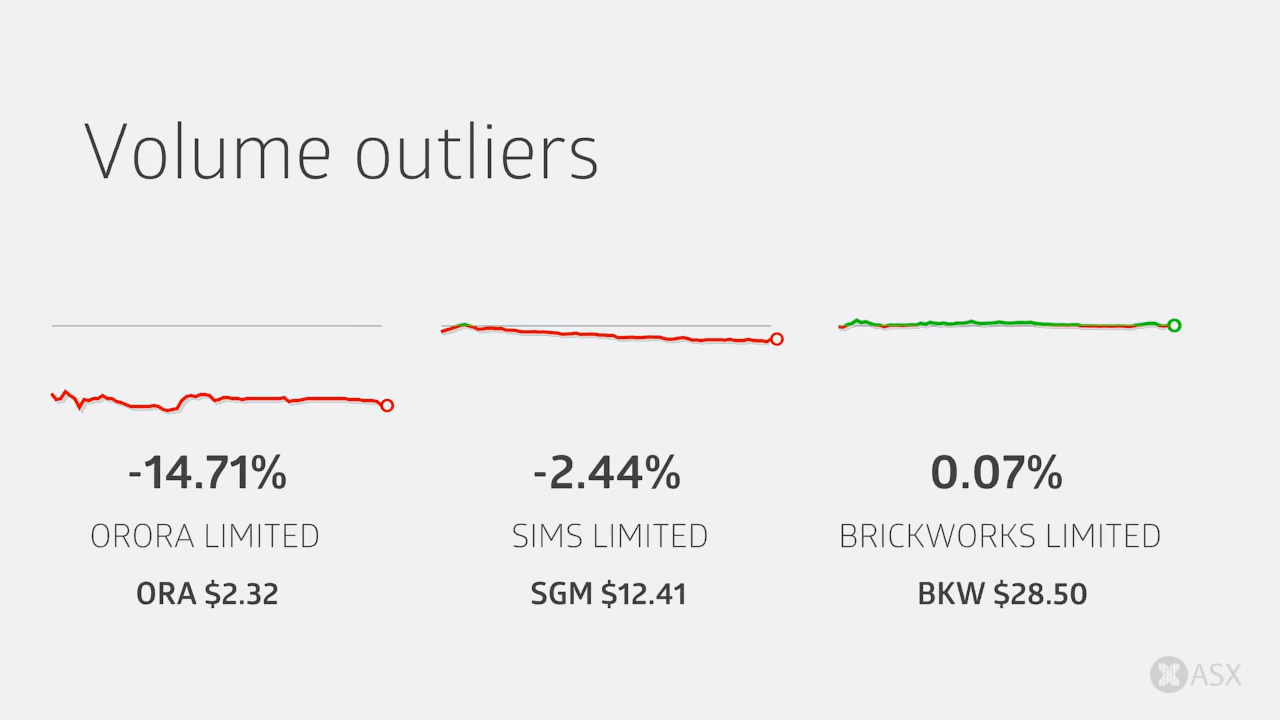 Volume outliers
-14.71%
ORORA LIMITED
ORA $2.32
-2.44%
SIMS LIMITED
SGM $12.41
0.07%
BRICKWORKS LIMITED
BKW $28.50
ASX